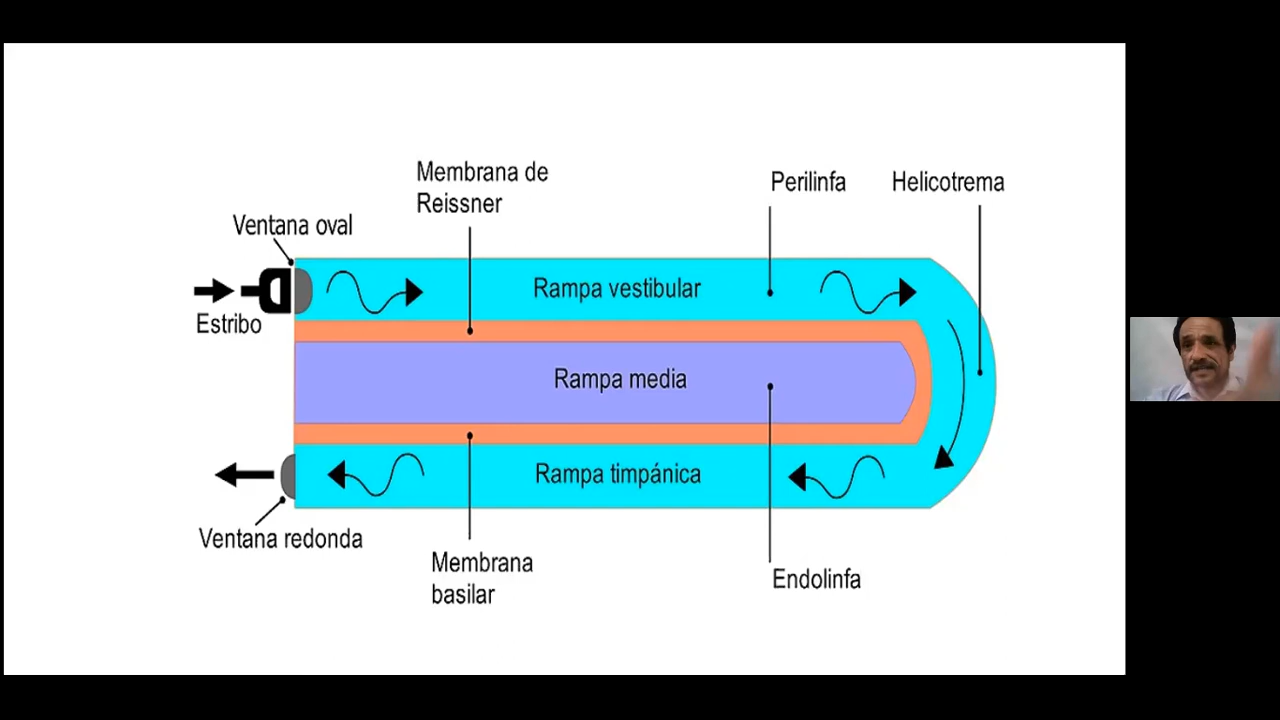 Membrana de
Reissner
Perilinfa
Helicotrema
Ventana oval
Rampa vestibular
Estribo
Rampa media
Rampa timpánica
Ventana redonda
Membrana
basilar
Endolinfa